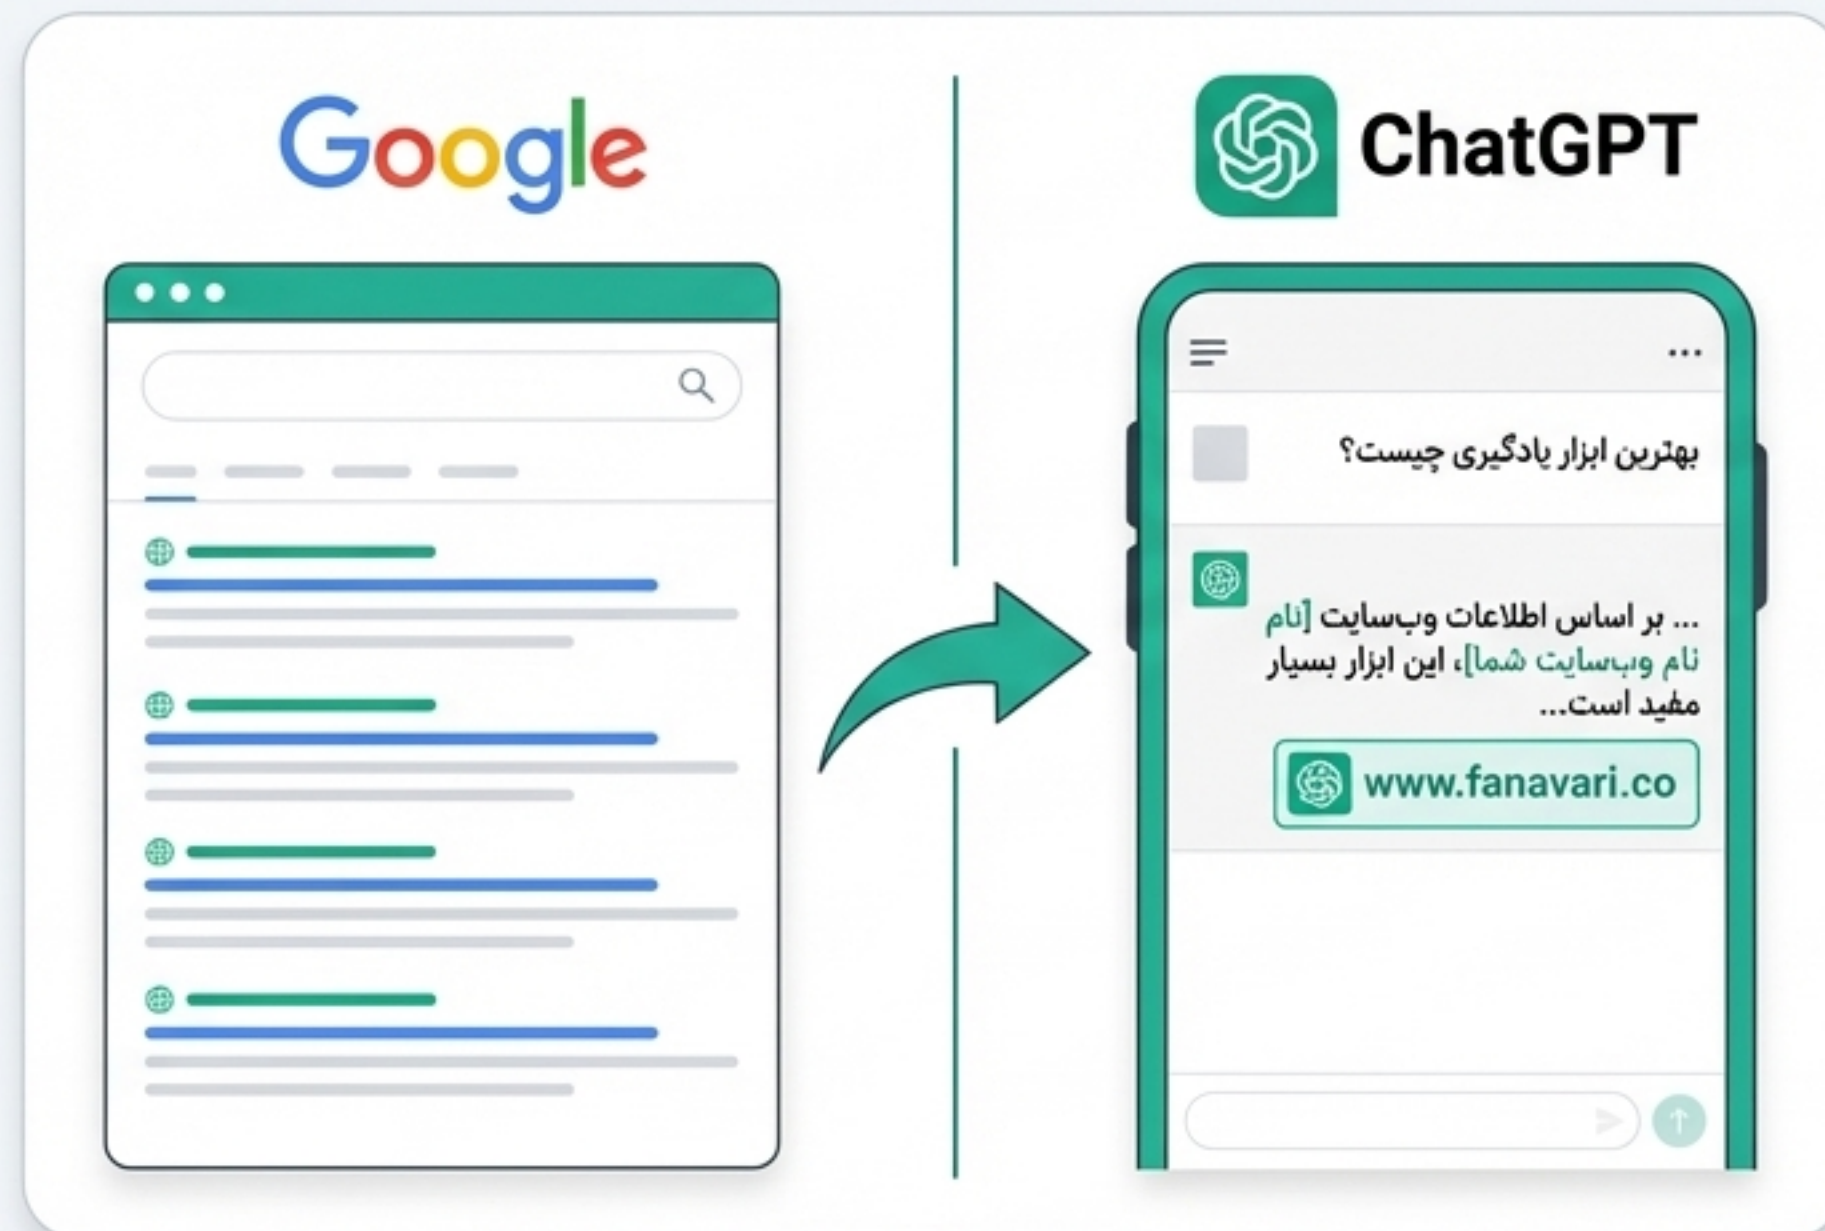 Google
ChatGPT
بهترین ابزار یادگیری چیست؟
... بر اساس اطلاعات وب‌سایت [نام
نام وب‌سایت شما]، این ابزار بسیار
مفید است...
www.fanavari.co